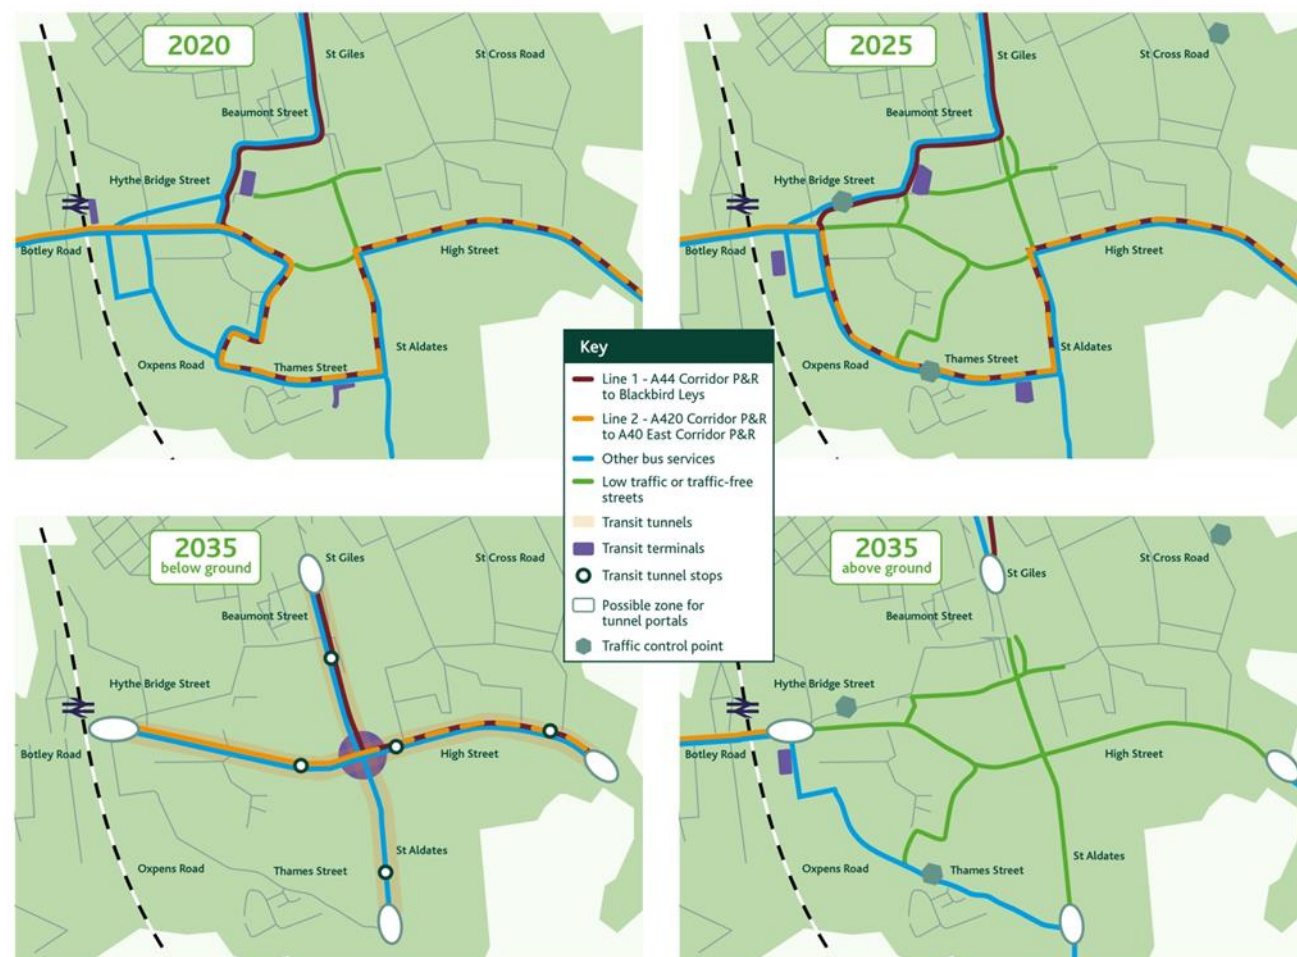 2020
St Giles
St Cross Road
Beaumont Street
Hythe Bridge Street
Botley Road
High Street
Oxpens Road
Thames Street
St Aldates
2025
St Giles
St Cross Road
Beaumont Street
Hythe Bridge Street
Botley Road
High Street
Oxpens Road
Thames Street
St Aldates
Key
Line 1 - A44 Corridor P&R
to Blackbird Leys
Line 2 - A420 Corridor P&R
to A40 East Corridor P&R
Other bus services
Low traffic or traffic-free
streets
Transit tunnels
Transit terminals
Transit tunnel stops
Possible zone for
tunnel portals
Traffic control point
2035
below ground
St Giles
St Cross Road
Beaumont Street
Hythe Bridge Street
Botley Road
High Street
Oxpens Road
Thames Street
St Aldates
2035
above ground
St Giles
St Cross Road
Beaumont Street
Hythe Bridge Street
Botley Road
High Street
Oxpens Road
Thames Street
St Aldates